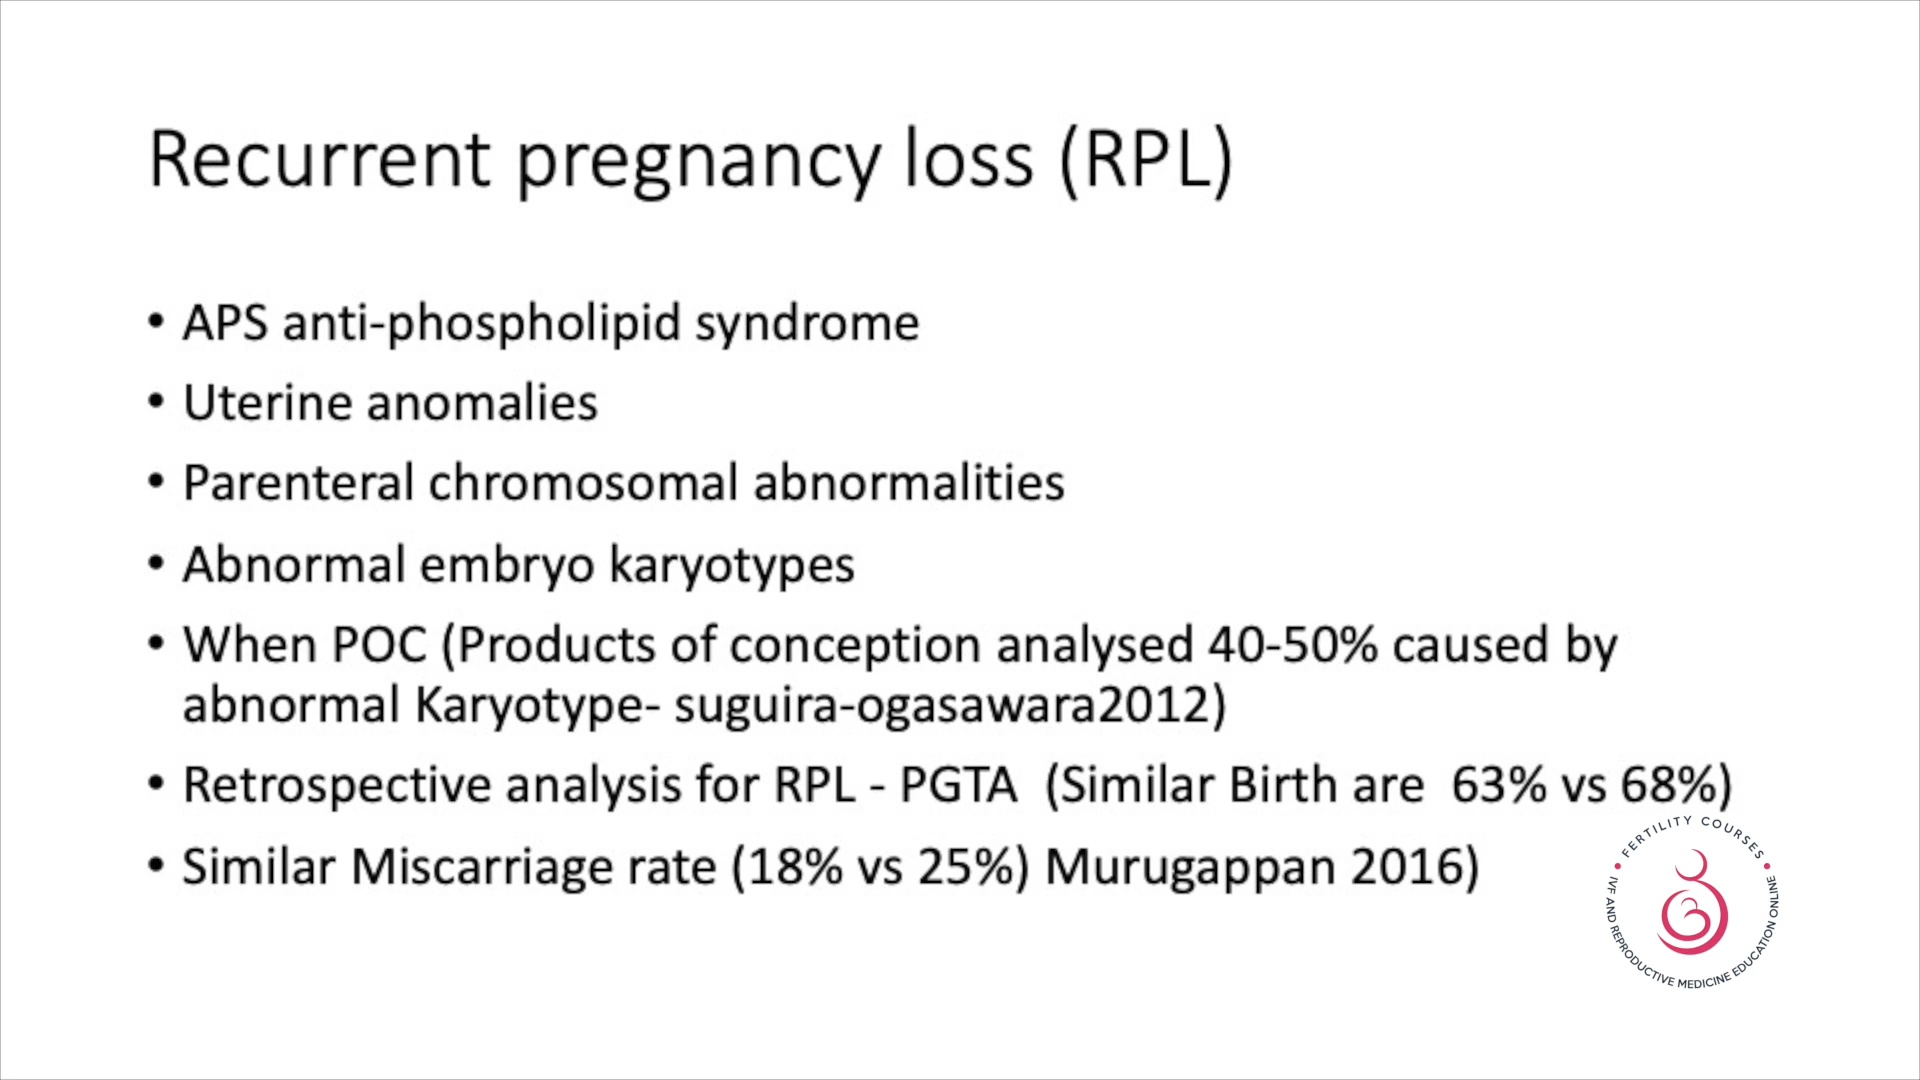 Recurrent pregnancy loss (RPL)
• APS anti-phospholipid syndrome
• Uterine anomalies
• Parenteral chromosomal abnormalities
• Abnormal embryo karyotypes
• When POC (Products of conception analysed 40-50% caused by
abnormal Karyotype- suguira-ogasawara2012)
• Retrospective analysis for RPL - PGTA (Similar Birth are 63% vs 68%)
• Similar Miscarriage rate (18% vs 25%) Murugappan 2016)
• FERTILITY COURSES •
IVF AND REPRODUCTIVE MEDICINE EDUCATION ONLINE